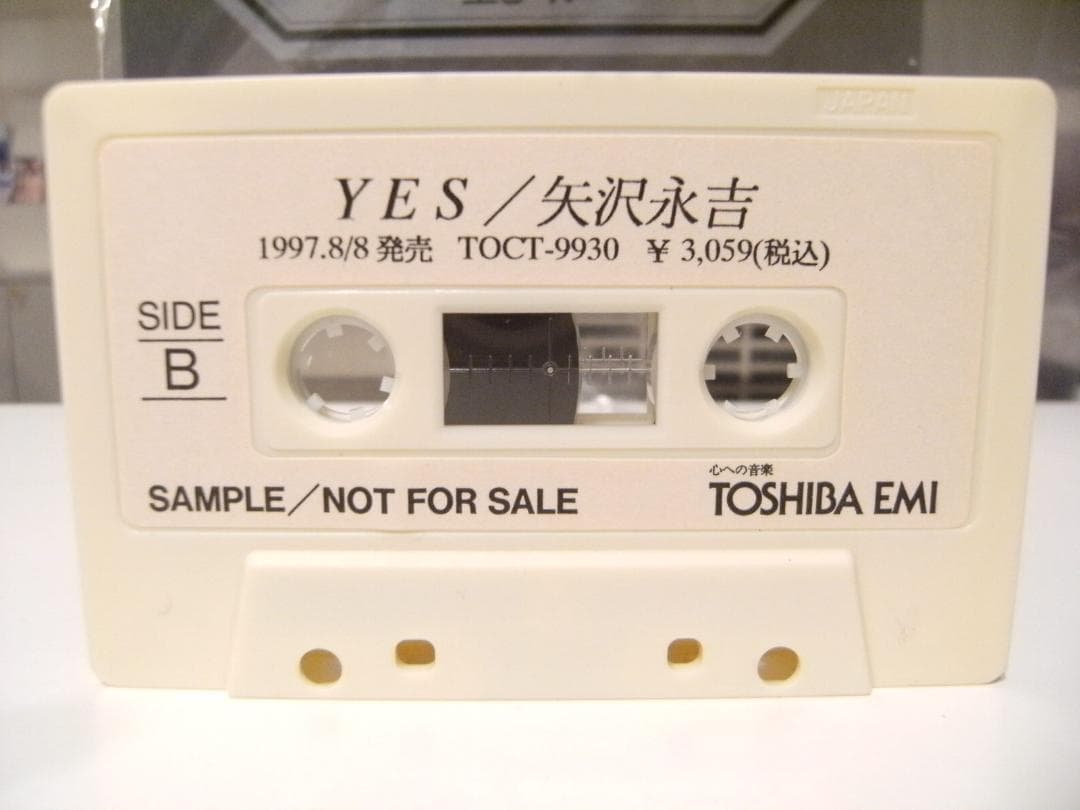 JAPAN
YES／矢沢永吉
1997.8/8 発売 TOCT-9930 ¥ 3,059(税込)
SIDE
B
SAMPLE／NOT FOR SALE
心への音楽
TOSHIBA EMI